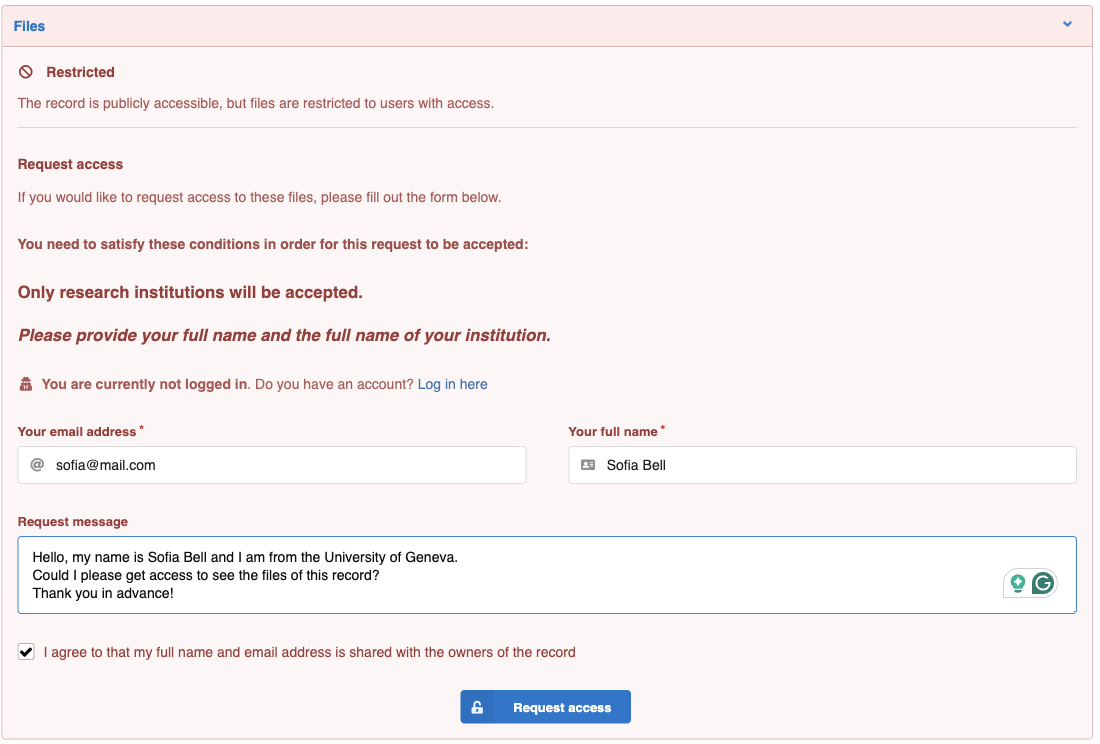 Files
Restricted
The record is publicly accessible, but files are restricted to users with access.
Request access
If you would like to request access to these files, please fill out the form below.
You need to satisfy these conditions in order for this request to be accepted:
Only research institutions will be accepted.
Please provide your full name and the full name of your institution.
You are currently not logged in. Do you have an account? Log in here
Your email address *
Your full name *
@ sofia@mail.com
Sofia Bell
Request message
Hello, my name is Sofia Bell and I am from the University of Geneva.
Could I please get access to see the files of this record?
Thank you in advance!
I agree to that my full name and email address is shared with the owners of the record
Request access